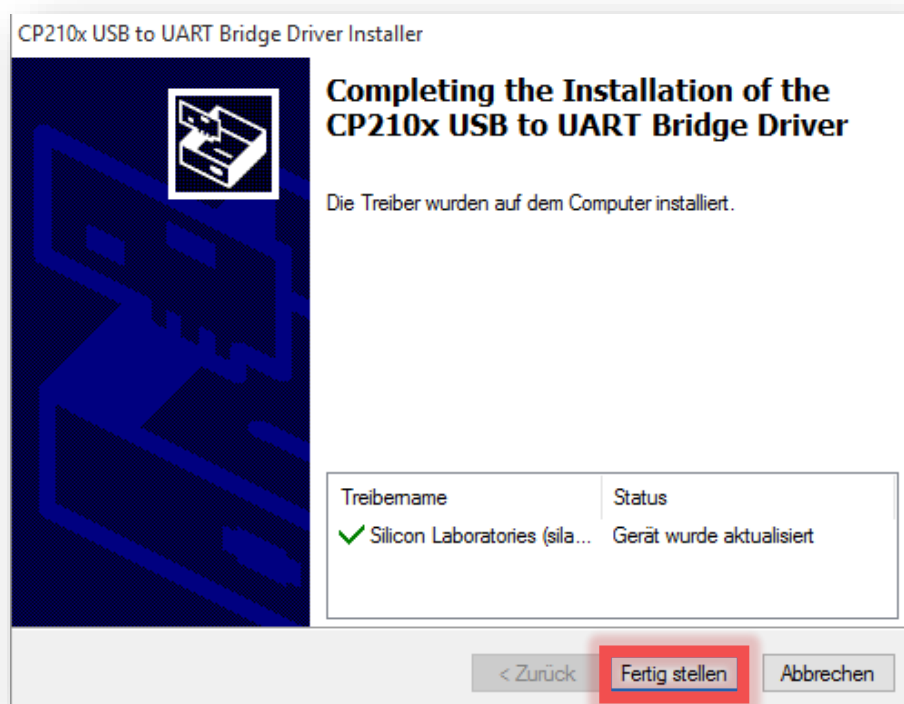 CP210x USB to UART Bridge Driver Installer
Completing the Installation of the
CP210x USB to UART Bridge Driver
Die Treiber wurden auf dem Computer installiert.
Treibername Status
Silicon Laboratories (sila... Gerät wurde aktualisiert
< Zurück Fertig stellen Abbrechen